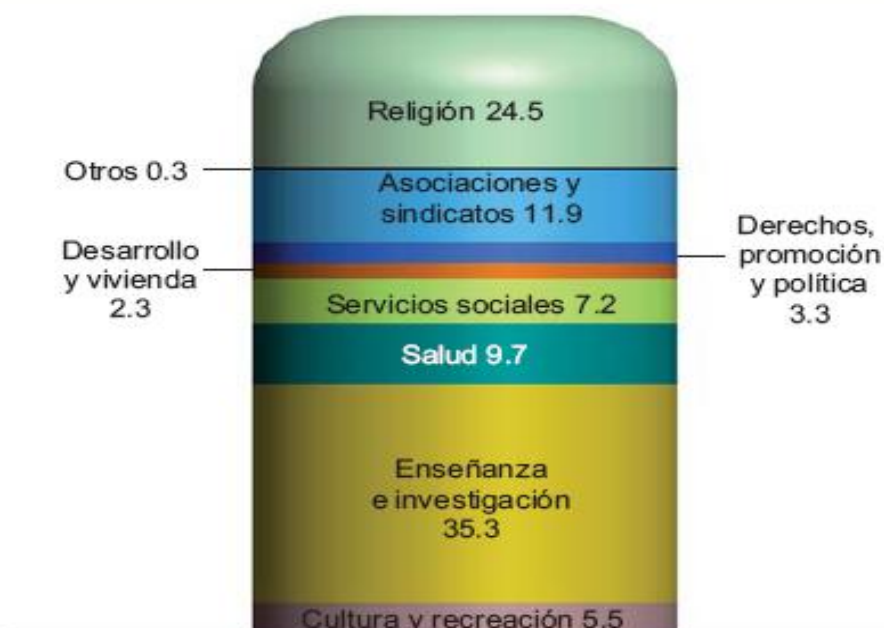 Religión 24.5
Otros 0.3
Asociaciones y
sindicatos 11.9
Derechos,
promoción
y política
3.3
Desarrollo
y vivienda
2.3
Servicios sociales 7.2
Salud 9.7
Enseñanza
e investigación
35.3
Cultura y recreación 5.5